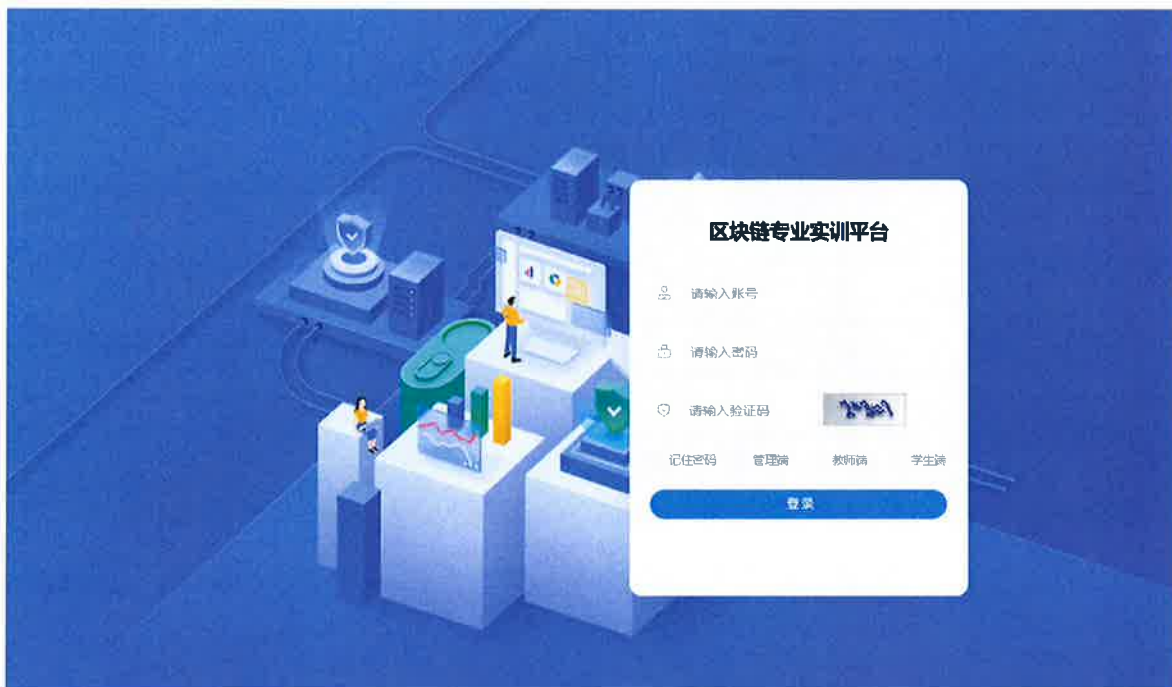 区块链专业实训平台
请输入账号
请输入密码
请输入验证码
记住密码 管理端 教师端 学生端
登录